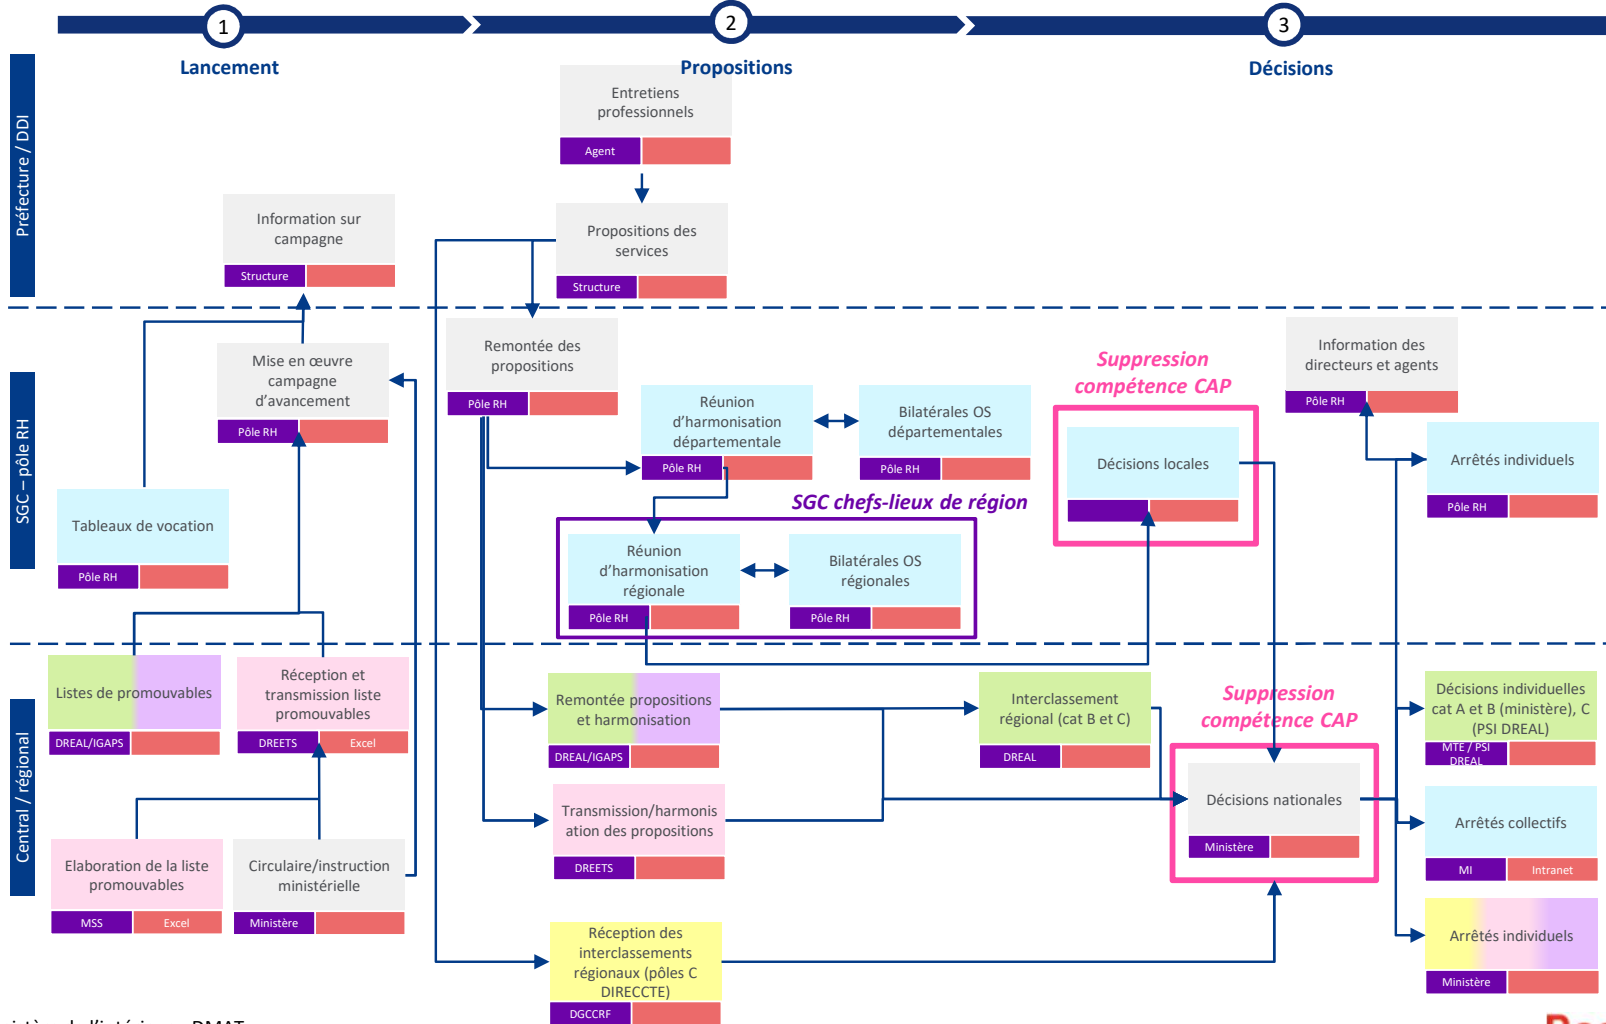 1
2
3
Lancement
Propositions
Décisions
Préfecture / DDI
Entretiens
professionnels
Agent
Information sur
campagne
Structure
Propositions des
services
Structure
SGC – pôle RH
Mise en œuvre
campagne
d’avancement
Pôle RH
Tableaux de vocation
Pôle RH
Remontée des
propositions
Pôle RH
Réunion
d’harmonisation
départementale
Pôle RH
Bilatérales OS
départementales
Pôle RH
SGC chefs-lieux de région
Réunion
d’harmonisation
régionale
Pôle RH
Bilatérales OS
régionales
Pôle RH
Suppression
compétence CAP
Décisions locales
Information des
directeurs et agents
Pôle RH
Arrêtés individuels
Pôle RH
Central / régional
Listes de promouvables
DREAL/IGAPS
Réception et
transmission liste
promouvables
DREETS
Excel
Elaboration de la liste
promouvables
MSS
Excel
Circulaire/instruction
ministérielle
Ministère
Remontée propositions
et harmonisation
DREAL/IGAPS
Transmission/harmonis
ation des propositions
DREETS
Réception des
interclassements
régionaux (pôles C
DIRECCTE)
DGCCRF
Interclassement
régional (cat B et C)
DREAL
Suppression
compétence CAP
Décisions nationales
Ministère
Décisions individuelles
cat A et B (ministère), C
(PSI DREAL)
MTE / PSI
DREAL
Arrêtés collectifs
MI
Intranet
Arrêtés individuels
Ministère